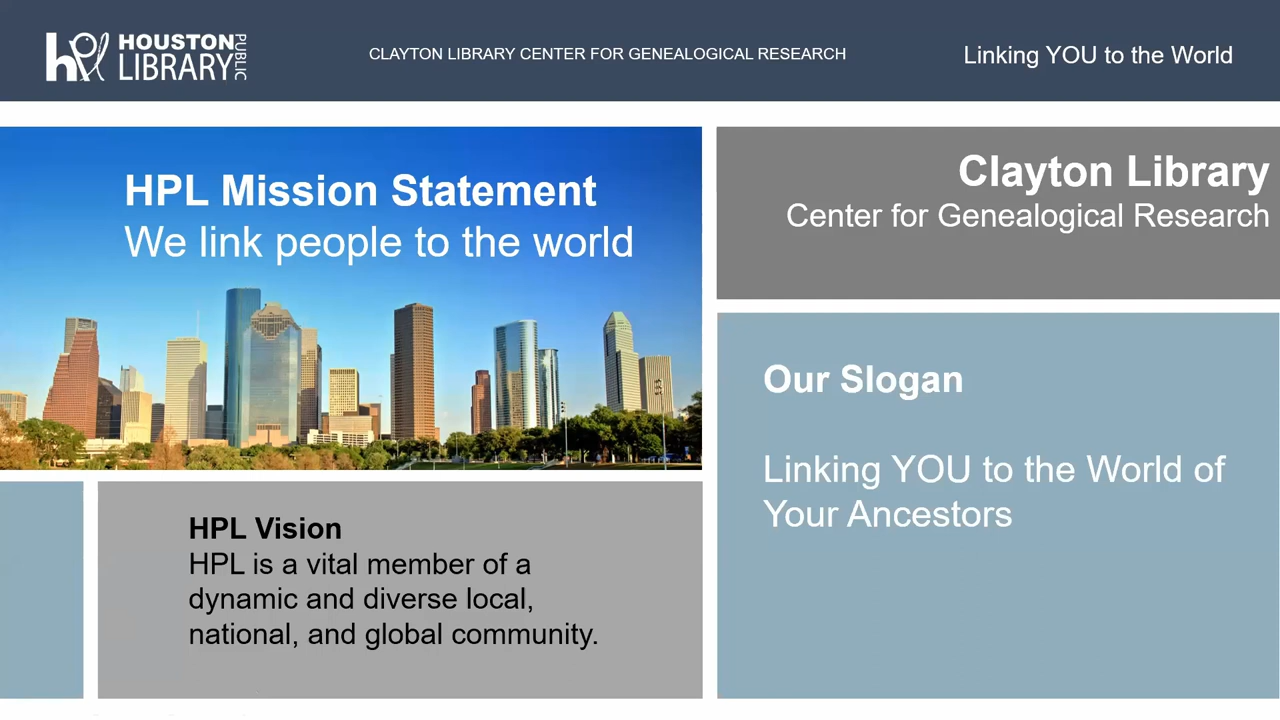 HOUSTON
LIBRARY
PUBLIC
CLAYTON LIBRARY CENTER FOR GENEALOGICAL RESEARCH
Linking YOU to the World
HPL Mission Statement
We link people to the world
Clayton Library
Center for Genealogical Research
Our Slogan
Linking YOU to the World of
Your Ancestors
HPL Vision
HPL is a vital member of a
dynamic and diverse local,
national, and global community.